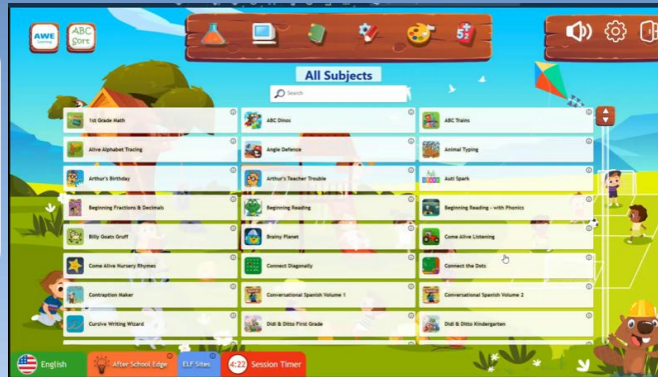 AWE
Learning
ABC
Sort
All Subjects
Search
1st Grade Math
ABC Dinos
ABC Trains
Alive Alphabet Tracing
Angle Defence
Animal Typing
Arthur's Birthday
Arthur's Teacher Trouble
Auti Spark
Beginning Fractions & Decimals
Beginning Reading
Beginning Reading - with Phonics
Billy Goats Gruff
Brainy Planet
Come Alive Listening
Come Alive Nursery Rhymes
Connect Diagonally
Connect the Dots
Contraption Maker
Conversational Spanish Volume 1
Conversational Spanish Volume 2
Cursive Writing Wizard
Didi & Ditto First Grade
Didi & Ditto Kindergarten
English
After School Edge
ELF Sites
4:22 Session Timer